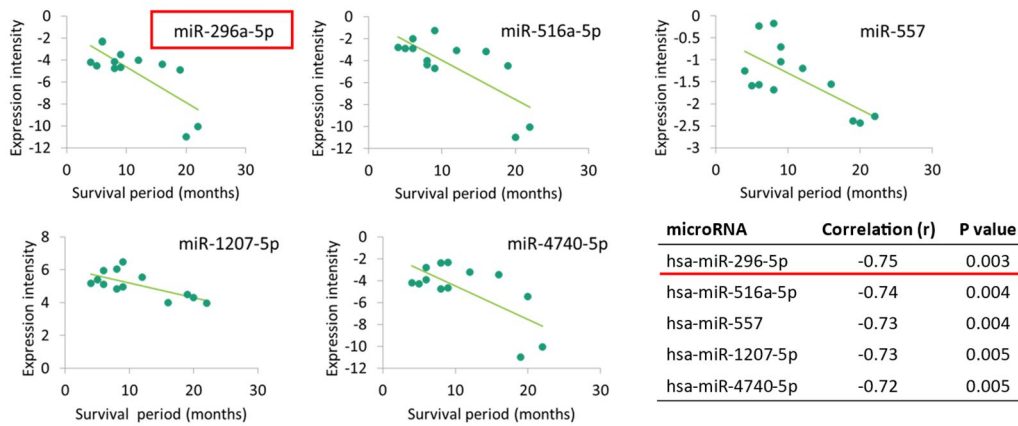 miR-296a-5p
Expression intensity
0
-2
-4
-6
-8
-10
-12
0 10 20 30
Survival period (months)
miR-516a-5p
Expression intensity
0
-2
-4
-6
-8
-10
-12
0 10 20 30
Survival period (months)
miR-557
Expression intensity
0
-0.5
-1
-1.5
-2
-2.5
-3
0 10 20 30
Survival period (months)
miR-1207-5p
Expression intensity
8
6
4
2
0
0 10 20 30
Survival period (months)
miR-4740-5p
Expression intensity
0
-2
-4
-6
-8
-10
-12
0 10 20 30
Survival period (months)
microRNA Correlation (r) P value
hsa-miR-296-5p -0.75 0.003
hsa-miR-516a-5p -0.74 0.004
hsa-miR-557 -0.73 0.004
hsa-miR-1207-5p -0.73 0.005
hsa-miR-4740-5p -0.72 0.005